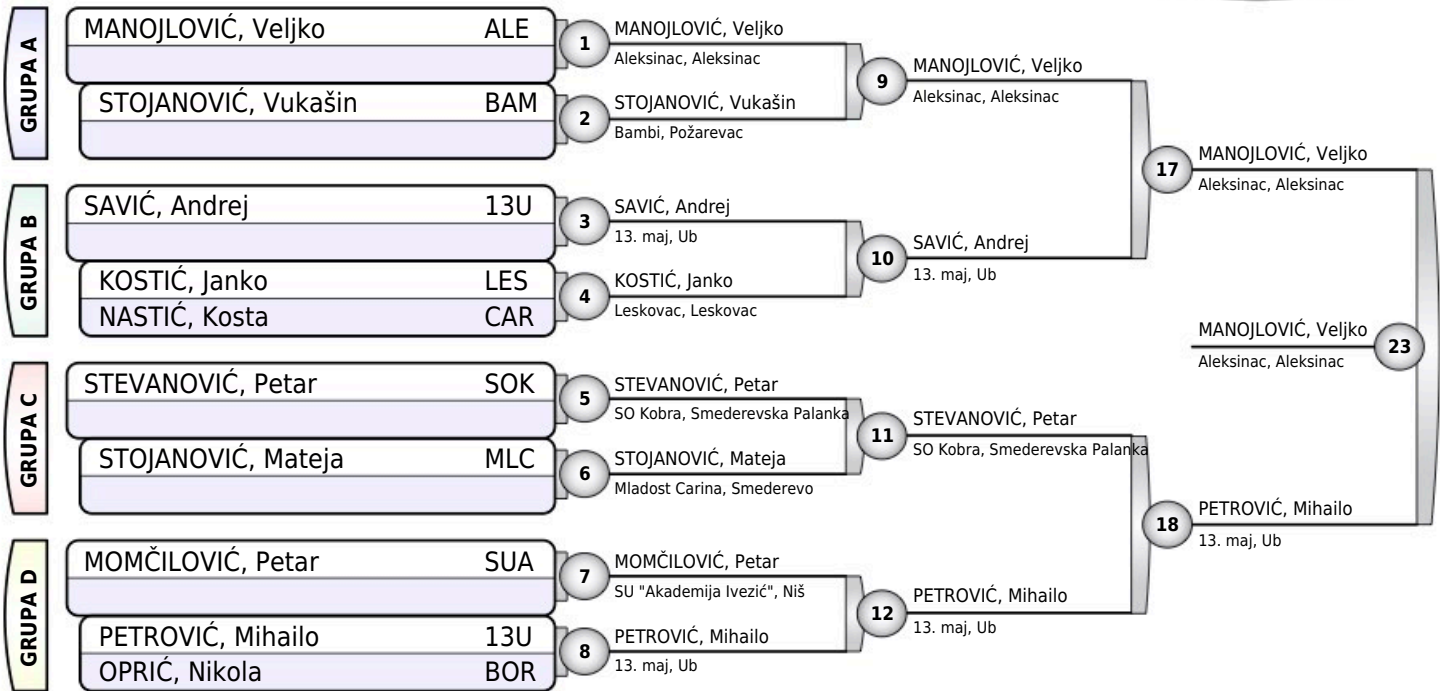 GRUPA A
MANOJLOVIĆ, Veljko ALE
STOJANOVIĆ, Vukašin BAM
GRUPA B
SAVIĆ, Andrej 13U
KOSTIĆ, Janko LES
NASTIĆ, Kosta CAR
GRUPA C
STEVANOVIĆ, Petar SOK
STOJANOVIĆ, Mateja MLC
GRUPA D
MOMČILOVIĆ, Petar SUA
PETROVIĆ, Mihailo 13U
OPRIĆ, Nikola BOR
1
MANOJLOVIĆ, Veljko
Aleksinac, Aleksinac
2
STOJANOVIĆ, Vukašin
Bambi, Požarevac
3
SAVIĆ, Andrej
13. maj, Ub
4
KOSTIĆ, Janko
Leskovac, Leskovac
5
STEVANOVIĆ, Petar
SO Kobra, Smederevska Palanka
6
STOJANOVIĆ, Mateja
Mladost Carina, Smederevo
7
MOMČILOVIĆ, Petar
SU "Akademija Ivezić", Niš
8
PETROVIĆ, Mihailo
13. maj, Ub
9
MANOJLOVIĆ, Veljko
Aleksinac, Aleksinac
10
SAVIĆ, Andrej
13. maj, Ub
11
STEVANOVIĆ, Petar
SO Kobra, Smederevska Palanka
12
PETROVIĆ, Mihailo
13. maj, Ub
17
MANOJLOVIĆ, Veljko
Aleksinac, Aleksinac
18
PETROVIĆ, Mihailo
13. maj, Ub
MANOJLOVIĆ, Veljko
Aleksinac, Aleksinac
23